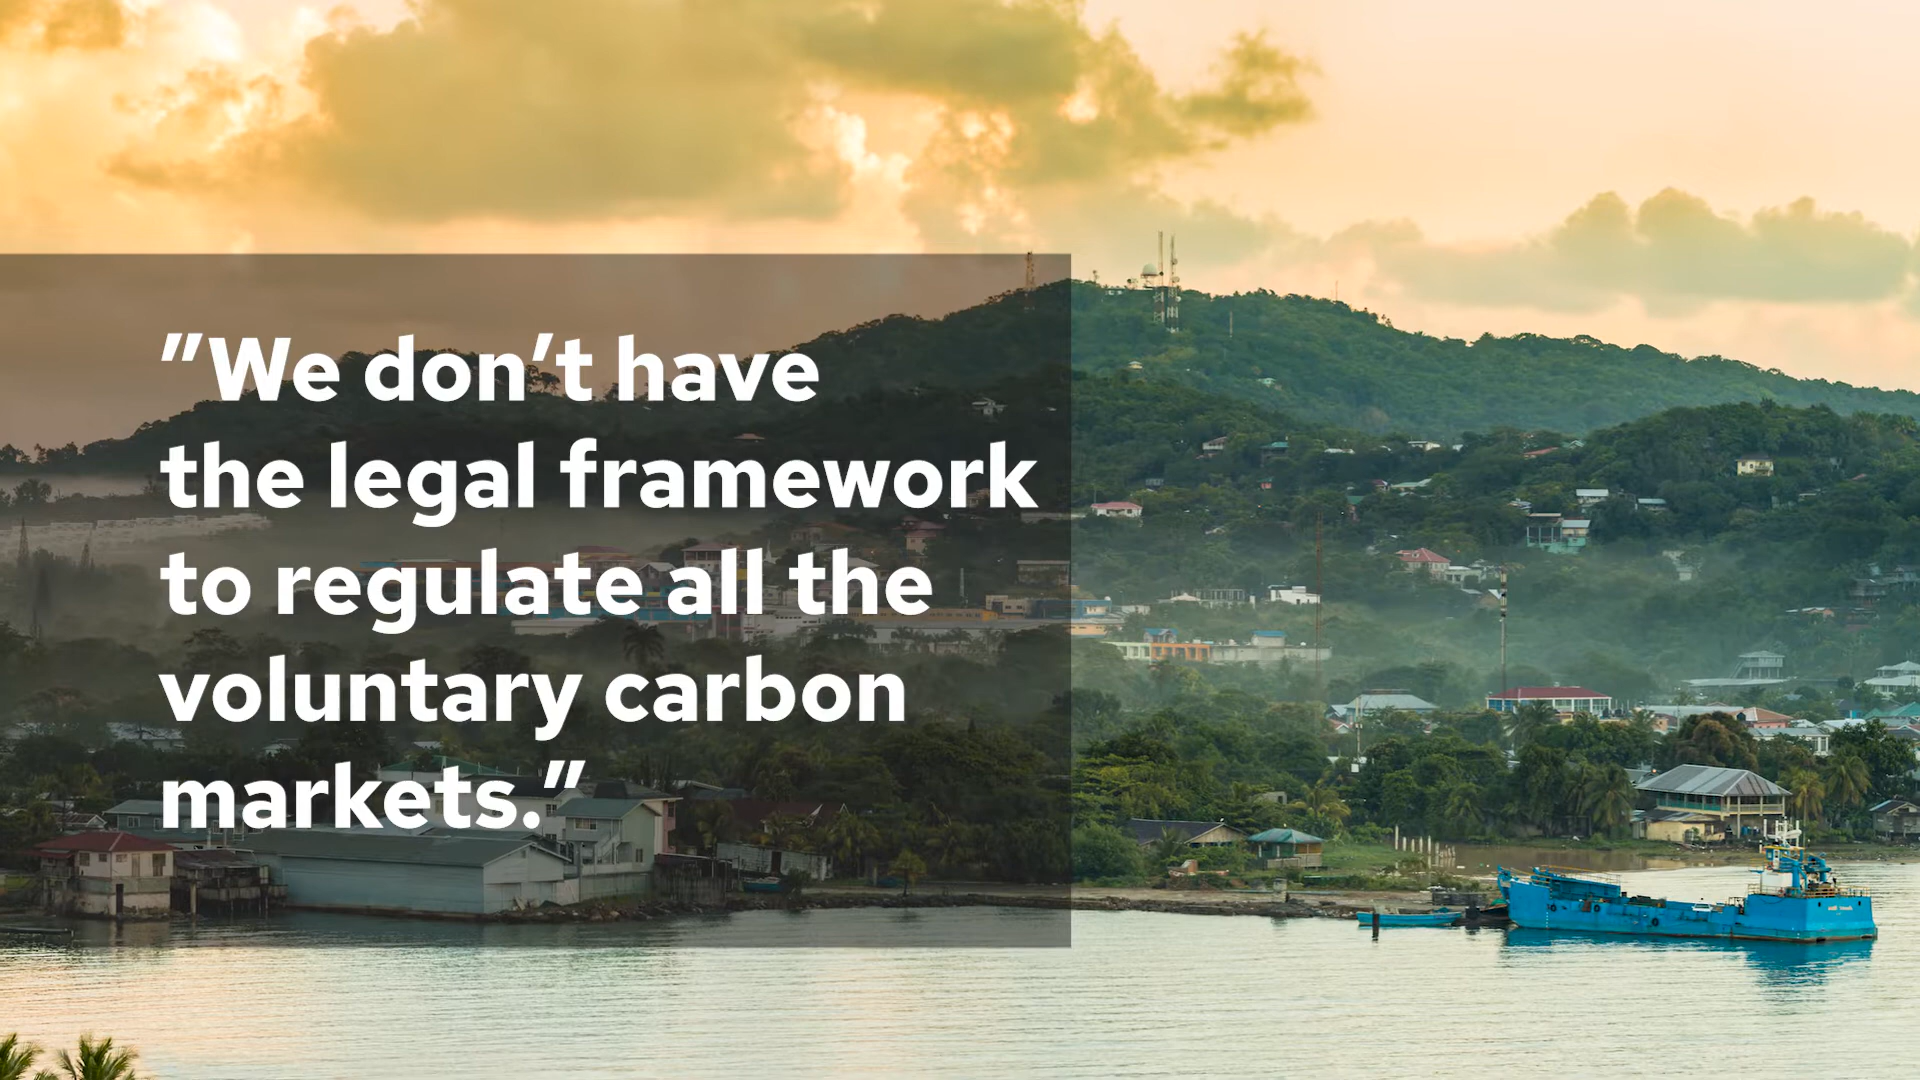 "We don't have
the legal framework
to regulate all the
voluntary carbon
markets."